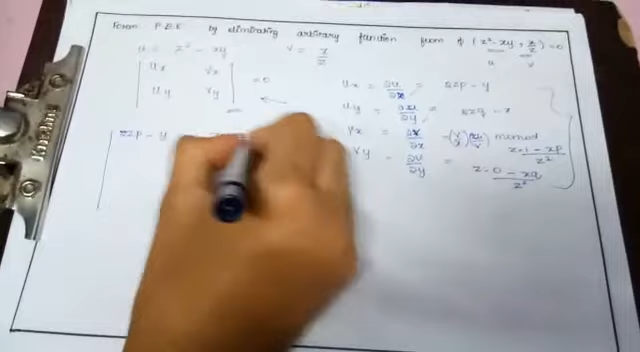 Form P.D.E by eliminating arbitrary function from of (z²-xy, x/z) = 0
u v
u = z² - xy v = x/z
| ux vx |
| uy vy | = 0
ux = ∂u/∂x = 2zp - y
uy = ∂u/∂y = 2zq - x
vx = ∂v/∂x = method z.1 - xp / z²
vy = ∂v/∂y = z.0 - xq / z²
| 2zp - y